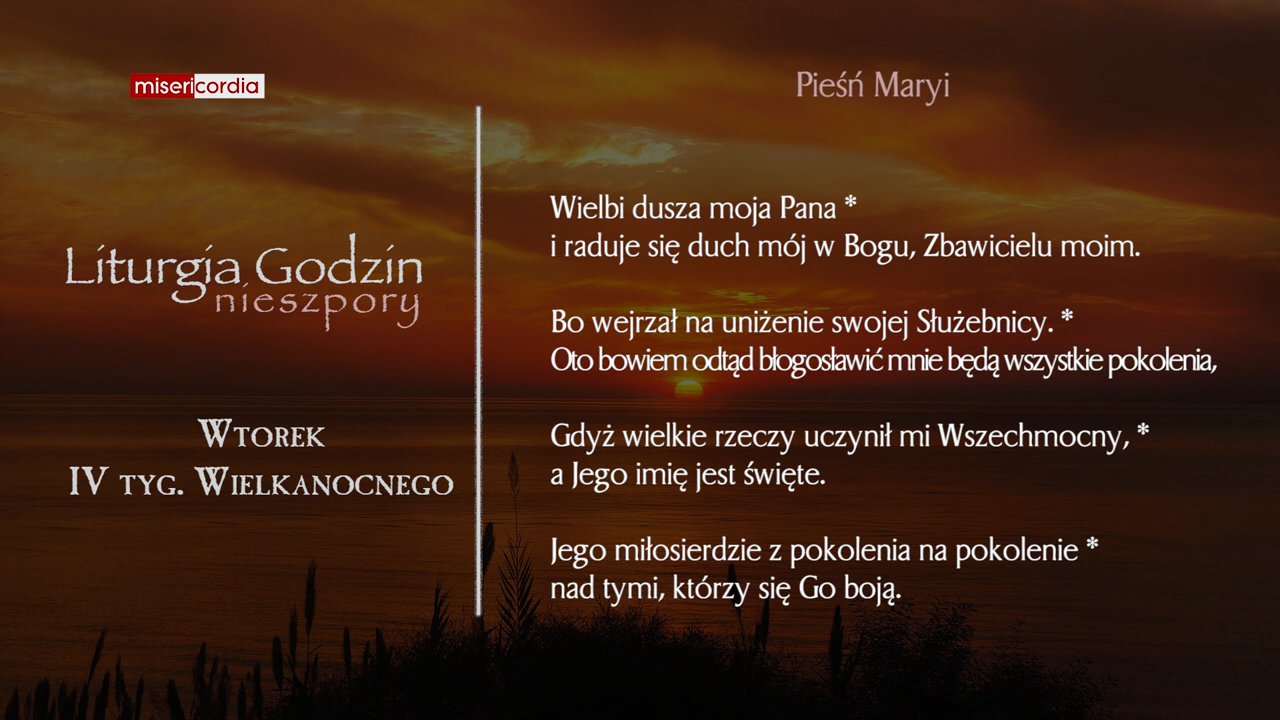 misericordia
Liturgia Godzin
nieszpory
Wtorek
IV tyg. Wielkanocnego
Pieśń Maryi
Wielbi dusza moja Pana *
i raduje się duch mój w Bogu, Zbawicielu moim.
Bo wejrzał na uniżenie swojej Służebnicy. *
Oto bowiem odtąd błogosławić mnie będą wszystkie pokolenia,
Gdyż wielkie rzeczy uczynił mi Wszechmocny, *
a Jego imię jest święte.
Jego miłosierdzie z pokolenia na pokolenie *
nad tymi, którzy się Go boją.